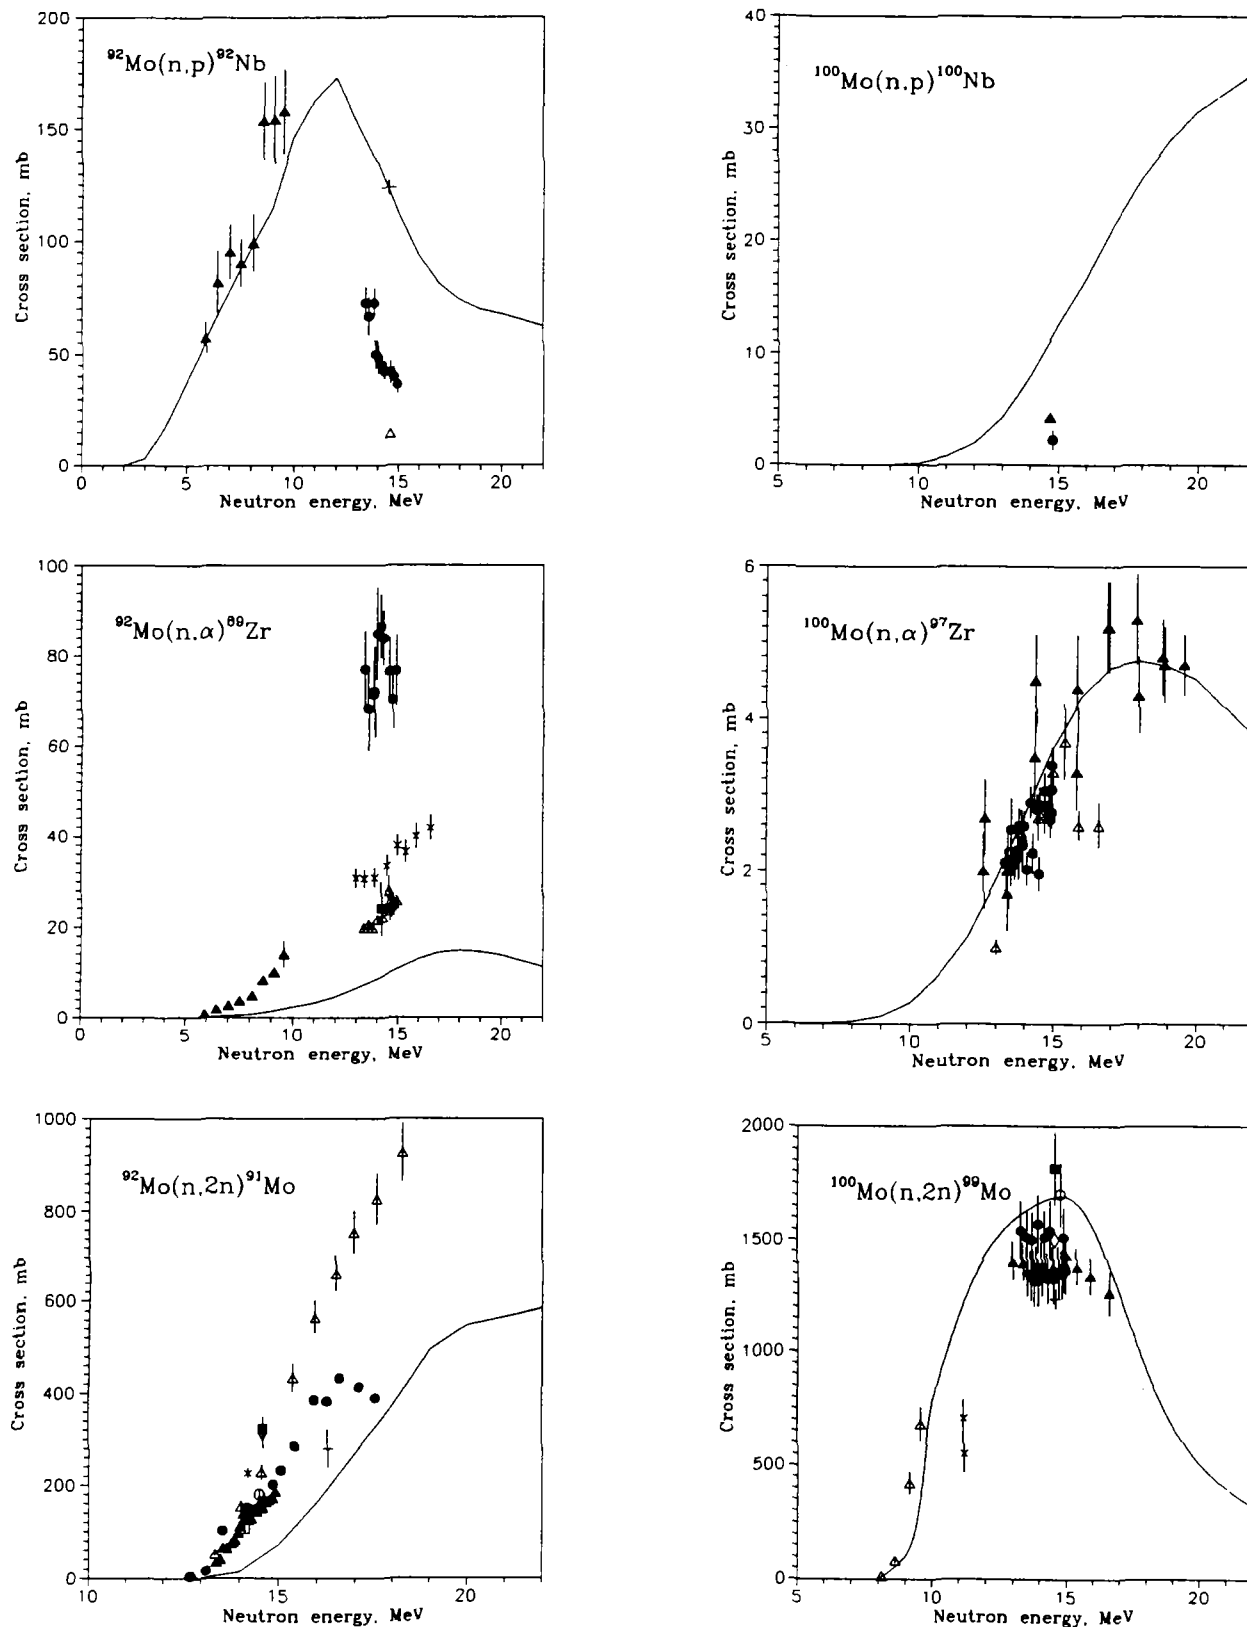 ⁹²Mo(n,p)⁹²Nb
Cross section, mb
200
150
100
50
0
0 5 10 15 20
Neutron energy, MeV
¹⁰⁰Mo(n,p)¹⁰⁰Nb
Cross section, mb
40
30
20
10
0
5 10 15 20
Neutron energy, MeV
⁹²Mo(n,α)⁸⁹Zr
Cross section, mb
100
80
60
40
20
0
0 5 10 15 20
Neutron energy, MeV
¹⁰⁰Mo(n,α)⁹⁷Zr
Cross section, mb
6
4
2
0
5 10 15 20
Neutron energy, MeV
⁹²Mo(n,2n)⁹¹Mo
Cross section, mb
1000
800
600
400
200
0
10 15 20
Neutron energy, MeV
¹⁰⁰Mo(n,2n)⁹⁹Mo
Cross section, mb
2000
1500
1000
500
0
5 10 15 20
Neutron energy, MeV